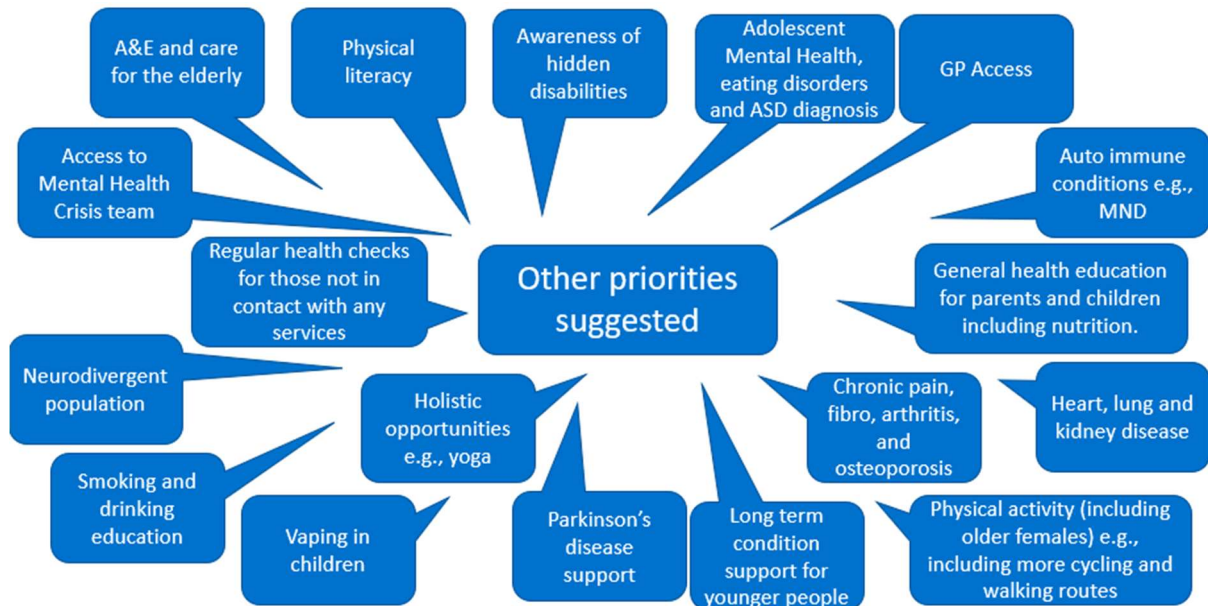 A&E and care
for the elderly
Physical
literacy
Awareness of
hidden
disabilities
Adolescent
Mental Health,
eating disorders
and ASD diagnosis
GP Access
Access to
Mental Health
Crisis team
Auto immune
conditions e.g.,
MND
Regular health checks
for those not in
contact with any
services
Other priorities
suggested
General health education
for parents and children
including nutrition.
Neurodivergent
population
Holistic
opportunities
e.g., yoga
Chronic pain,
fibro, arthritis,
and
osteoporosis
Heart, lung and
kidney disease
Smoking and
drinking
education
Vaping in
children
Parkinson’s
disease
support
Long term
condition
support for
younger people
Physical activity (including
older females) e.g.,
including more cycling and
walking routes